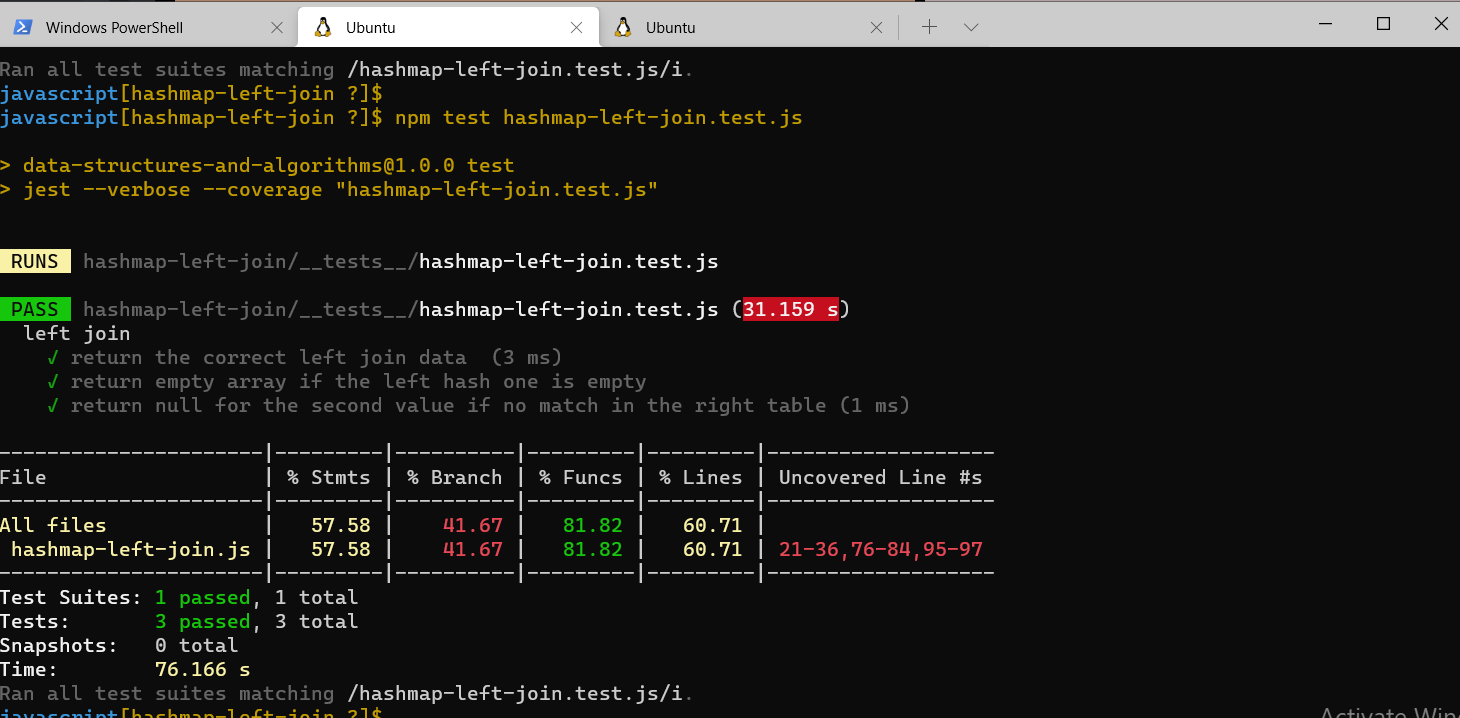 Windows PowerShell Ubuntu Ubuntu
Ran all test suites matching /hashmap-left-join.test.js/i.
javascript[hashmap-left-join ?]$
javascript[hashmap-left-join ?]$ npm test hashmap-left-join.test.js
> data-structures-and-algorithms@1.0.0 test
> jest --verbose --coverage "hashmap-left-join.test.js"
RUNS hashmap-left-join/__tests__/hashmap-left-join.test.js
PASS hashmap-left-join/__tests__/hashmap-left-join.test.js (31.159 s)
left join
√ return the correct left join data (3 ms)
√ return empty array if the left hash one is empty
√ return null for the second value if no match in the right table (1 ms)
----------------------|---------|----------|---------|---------|-------------------
File | % Stmts | % Branch | % Funcs | % Lines | Uncovered Line #s
----------------------|---------|----------|---------|---------|-------------------
All files | 57.58 | 41.67 | 81.82 | 60.71 |
hashmap-left-join.js | 57.58 | 41.67 | 81.82 | 60.71 | 21-36,76-84,95-97
----------------------|---------|----------|---------|---------|-------------------
Test Suites: 1 passed, 1 total
Tests: 3 passed, 3 total
Snapshots: 0 total
Time: 76.166 s
Ran all test suites matching /hashmap-left-join.test.js/i.
javascript[hashmap-left-join ?]$
Activate Win